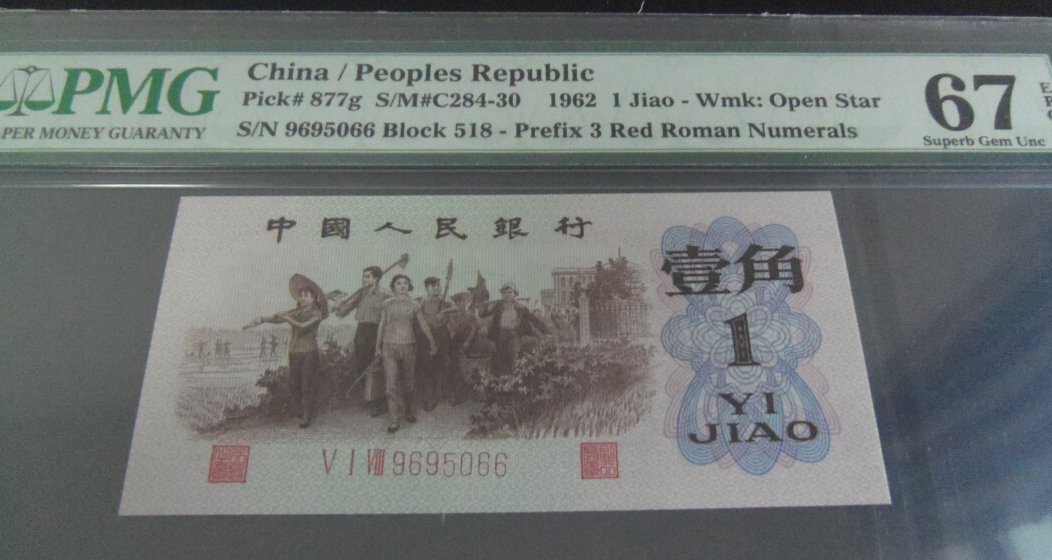 PMG
PER MONEY GUARANTY
China / Peoples Republic
Pick# 877g S/M#C284-30 1962 1 Jiao - Wmk: Open Star
S/N 9695066 Block 518 - Prefix 3 Red Roman Numerals
67
Superb Gem Unc
中國人民銀行
壹角
1
YI
JIAO
V I VIII 9695066